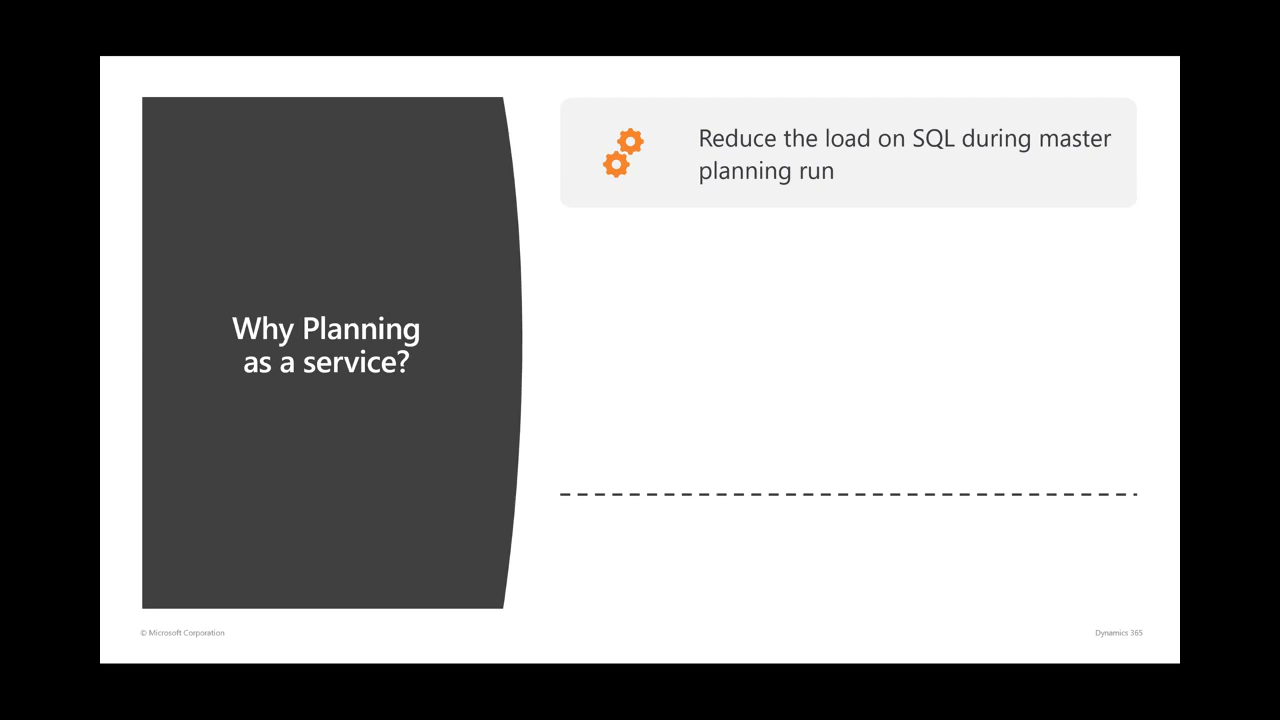 Why Planning
as a service?
Reduce the load on SQL during master
planning run
© Microsoft Corporation
Dynamics 365